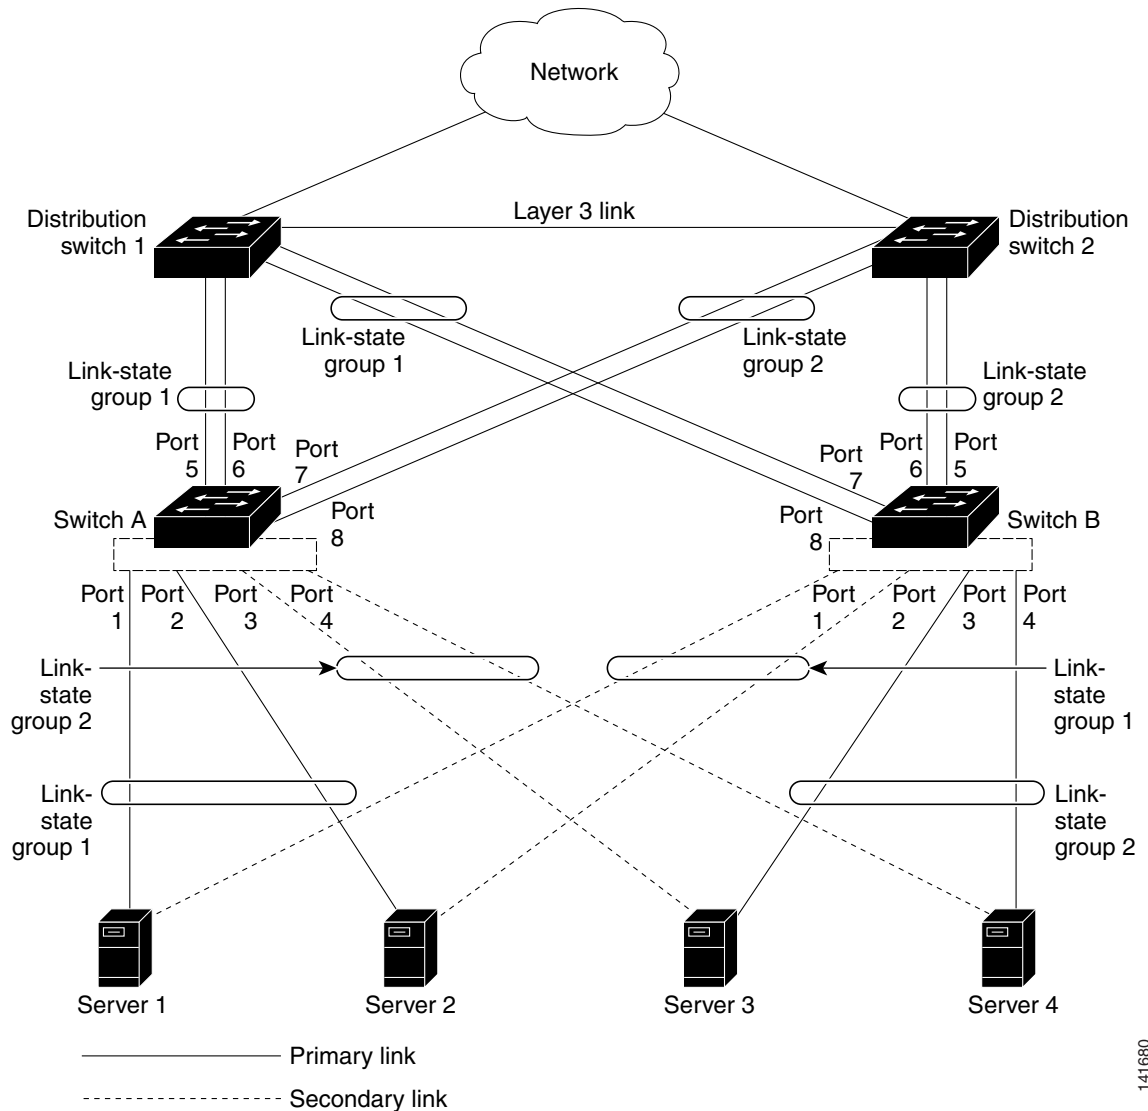 Network
Distribution
switch 1
Layer 3 link
Distribution
switch 2
Link-state
group 1
Link-state
group 2
Link-state
group 1
Link-state
group 2
Port
5
Port
6
Port
7
Port
8
Port
7
Port
6
Port
5
Port
8
Switch A
Switch B
Port
1
Port
2
Port
3
Port
4
Port
1
Port
2
Port
3
Port
4
Link-
state
group 2
Link-
state
group 1
Link-
state
group 1
Link-
state
group 2
Server 1
Server 2
Server 3
Server 4
Primary link
Secondary link
141680